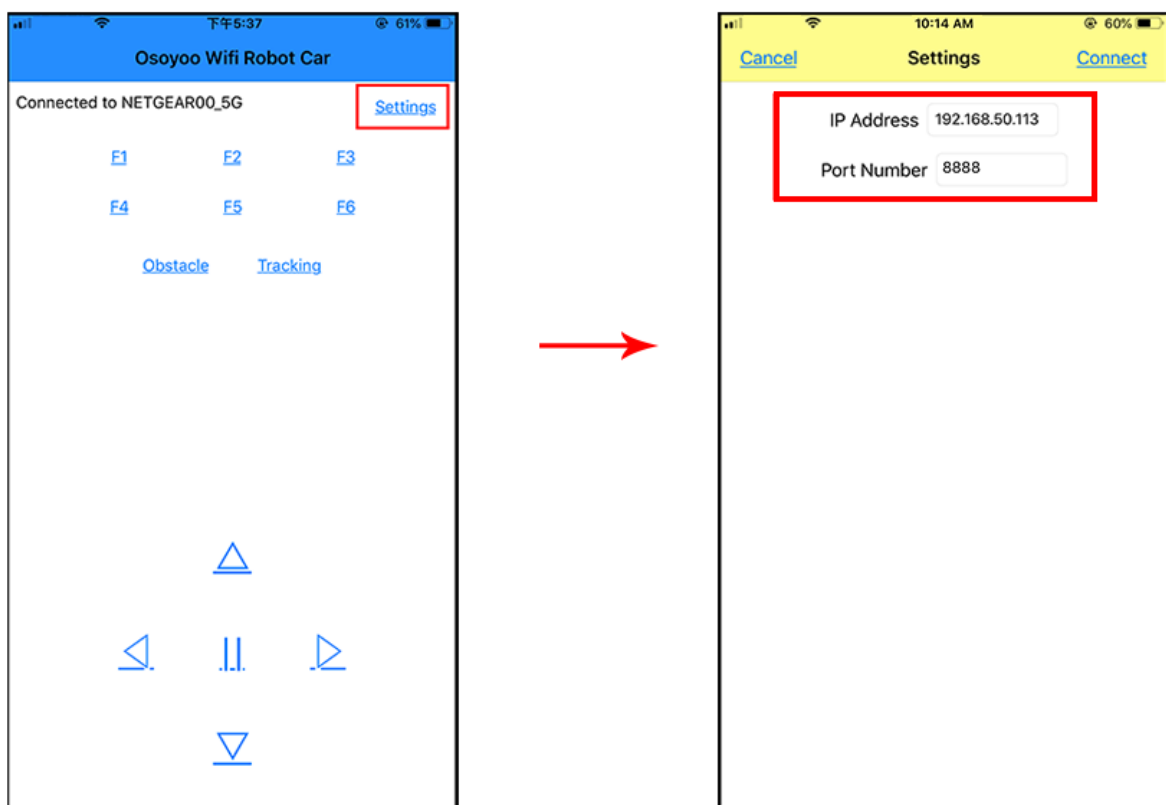 下午5:37
61%
Osoyoo Wifi Robot Car
Connected to NETGEAR00_5G
Settings
F1 F2 F3
F4 F5 F6
Obstacle Tracking
10:14 AM
60%
Cancel Settings Connect
IP Address 192.168.50.113
Port Number 8888